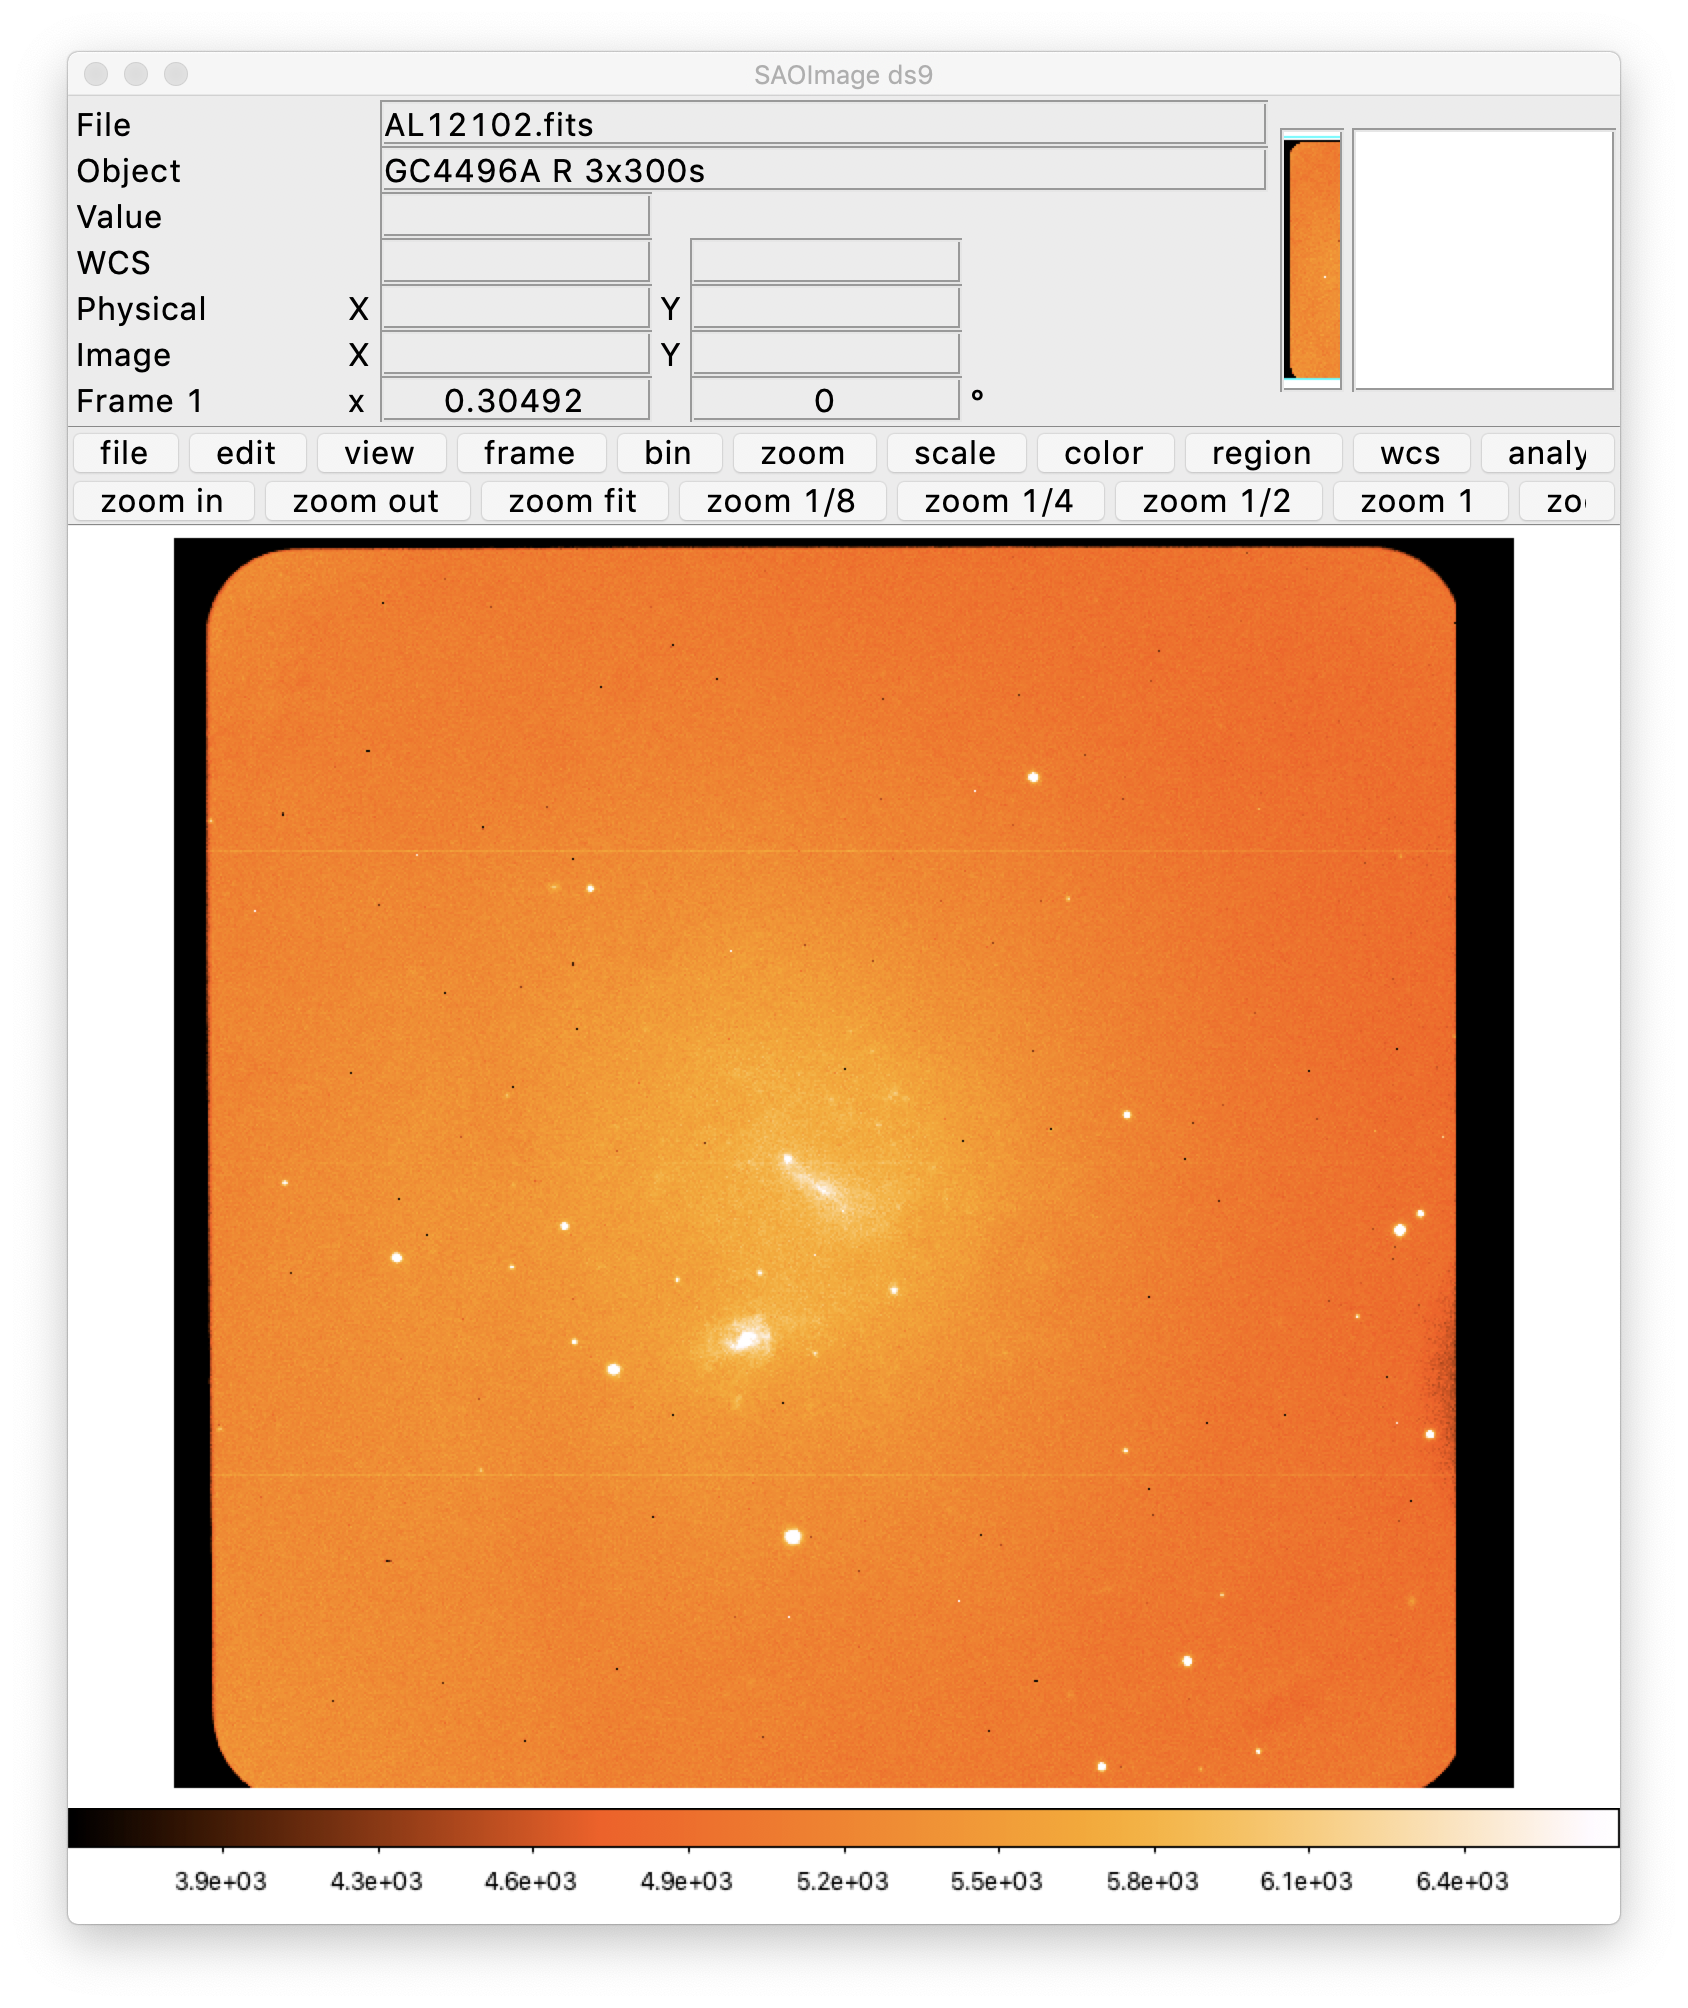 SAOImage ds9
File AL12102.fits
Object GC4496A R 3x300s
Value
WCS
Physical X Y
Image X Y
Frame 1 x 0.30492 0 °
file edit view frame bin zoom scale color region wcs analy
zoom in zoom out zoom fit zoom 1/8 zoom 1/4 zoom 1/2 zoom 1 zo
3.9e+03 4.3e+03 4.6e+03 4.9e+03 5.2e+03 5.5e+03 5.8e+03 6.1e+03 6.4e+03